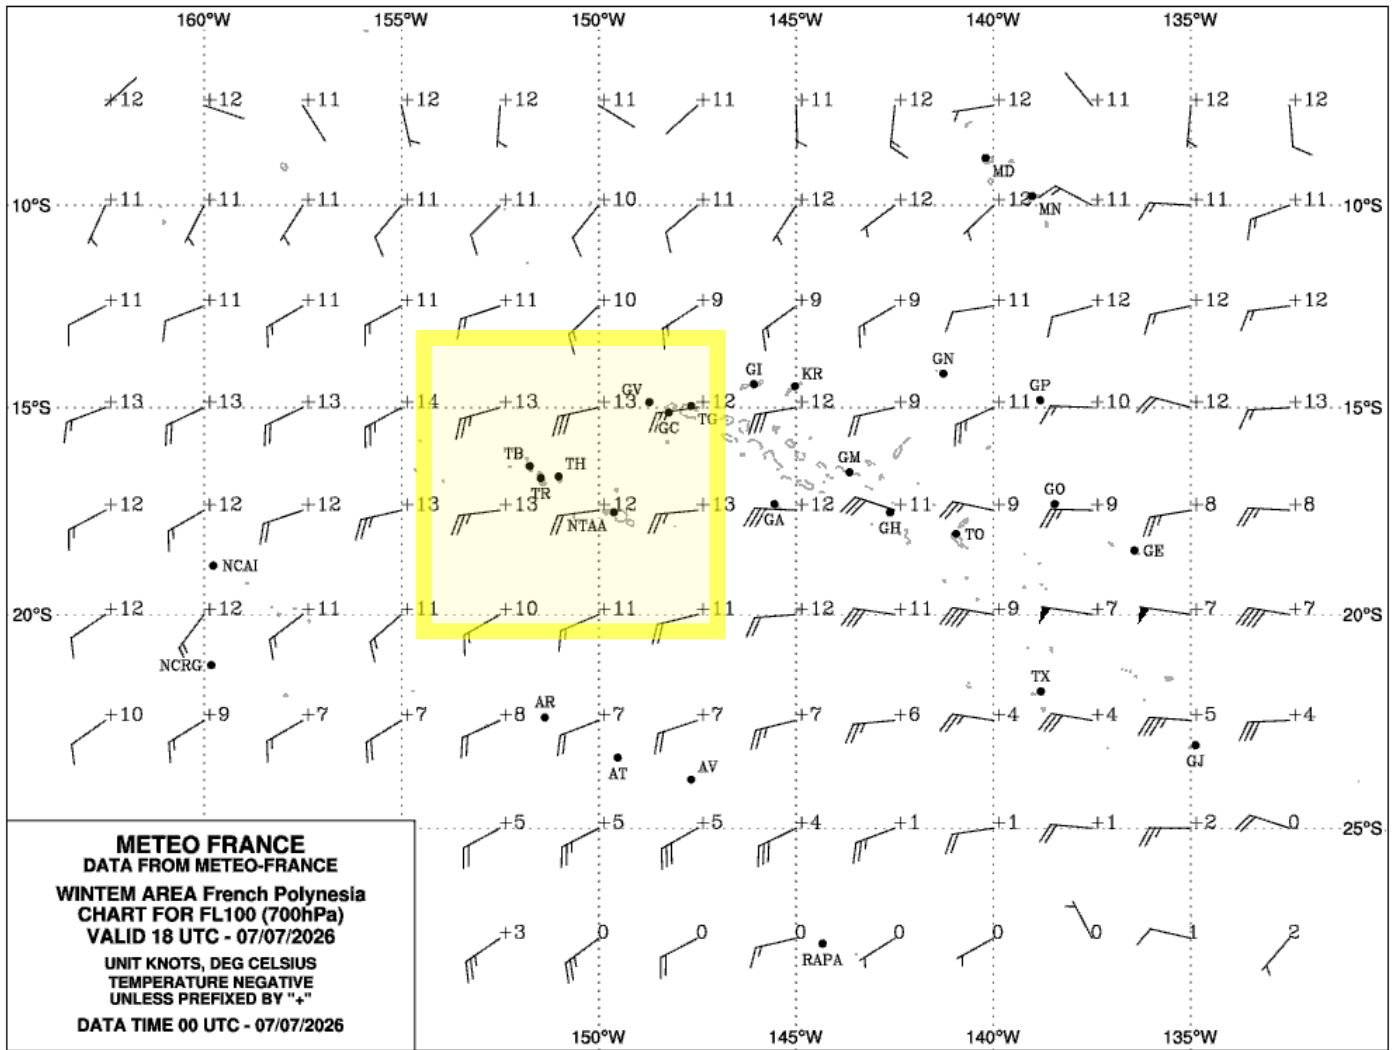 160°W 155°W 150°W 145°W 140°W 135°W
+12 +12 +11 +12 +12 +11 +11 +11 +12 +12 +11 +12 +12
MD
10°S +11 +11 +11 +11 +11 +10 +11 +12 +12 +12 MN +11 +11 +11 10°S
+11 +11 +11 +11 +11 +10 +9 +9 +9 +11 +12 +12 +12
GI KR GN
GV GP
15°S +13 +13 +13 +14 +13 +13 GC TG +12 +12 +9 +11 +10 +12 +13 15°S
TB TH GM
TR GO
+12 +12 +12 +13 +13 NTAA +12 +13 GA +12 GH +11 +9 +9 +8 +8
TO
GE
NCAI
20°S +12 +12 +11 +11 +10 +11 +11 +12 +11 +9 +7 +7 +7 20°S
NCRG
TX
AR
+10 +9 +7 +7 +8 +7 +7 +7 +6 +4 +4 +5 +4
AT AV GJ
+5 +5 +5 +4 +1 +1 +1 +2 0 25°S
METEO FRANCE
DATA FROM METEO-FRANCE
WINTEM AREA French Polynesia
CHART FOR FL100 (700hPa)
VALID 18 UTC - 07/07/2026
UNIT KNOTS, DEG CELSIUS
TEMPERATURE NEGATIVE
UNLESS PREFIXED BY "+"
DATA TIME 00 UTC - 07/07/2026
+3 0 0 0 0 0 0 1 2
RAPA
150°W 145°W 140°W 135°W